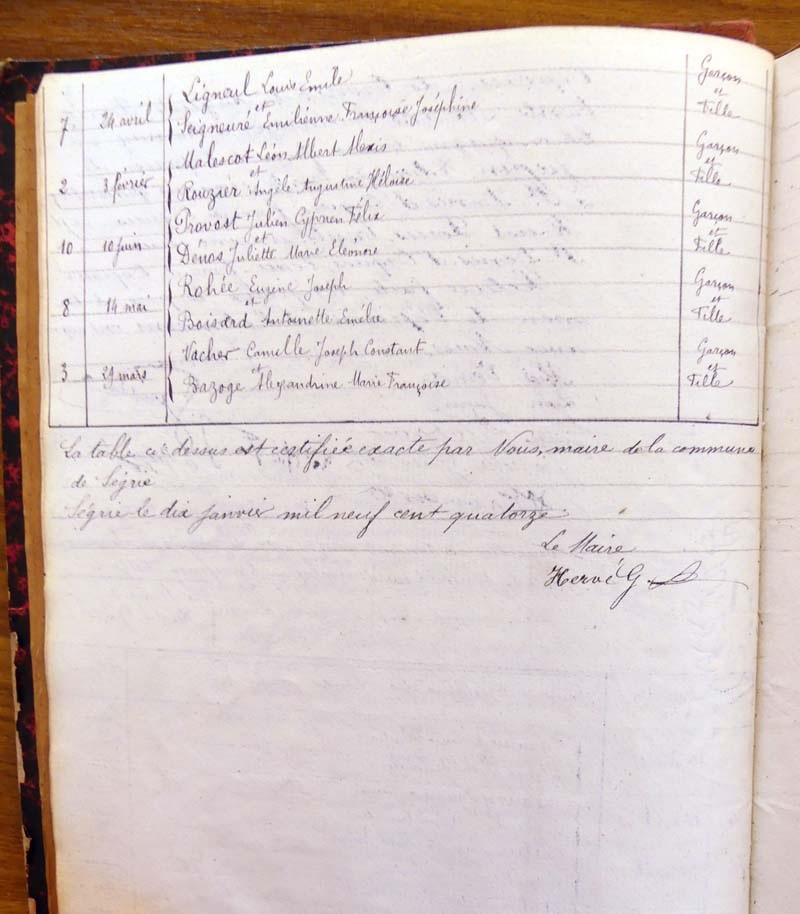 Ligneul Louis Emile Garçon
7 24 avril et et
Seigneuré Emilienne Françoise Joséphine Fille
Malescot Léon Albert Alexis Garçon
2 3 février et et
Rouzier Angèle Augustine Héloïse Fille
Provost Julien Cyprien Félix Garçon
10 10 juin et et
Dénos Juliette Marie Eléonore Fille
Rohée Eugène Joseph Garçon
8 14 mai et et
Boisard Antoinette Emélie Fille
Vacher Camille Joseph Constant Garçon
3 29 mars et et
Bazoge Alexandrine Marie Françoise Fille
La table ci dessus est certifiée exacte par Nous, maire de la commune
de Ségrie
Ségrie le dix janvier mil neuf cent quatorze.
Le Maire
Hervé G.